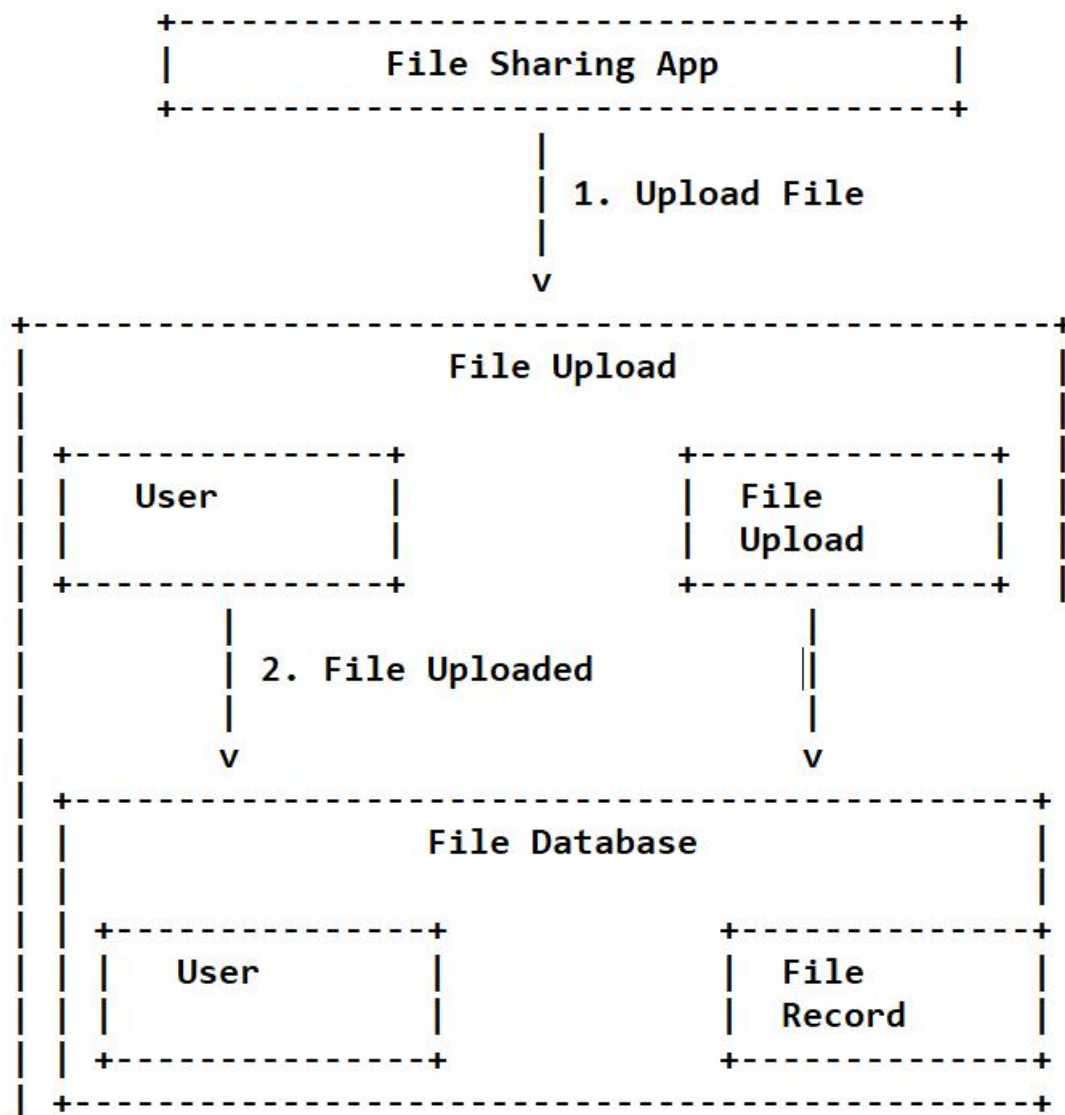 File Sharing App
1. Upload File
File Upload
User
File
Upload
2. File Uploaded
File Database
User
File
Record